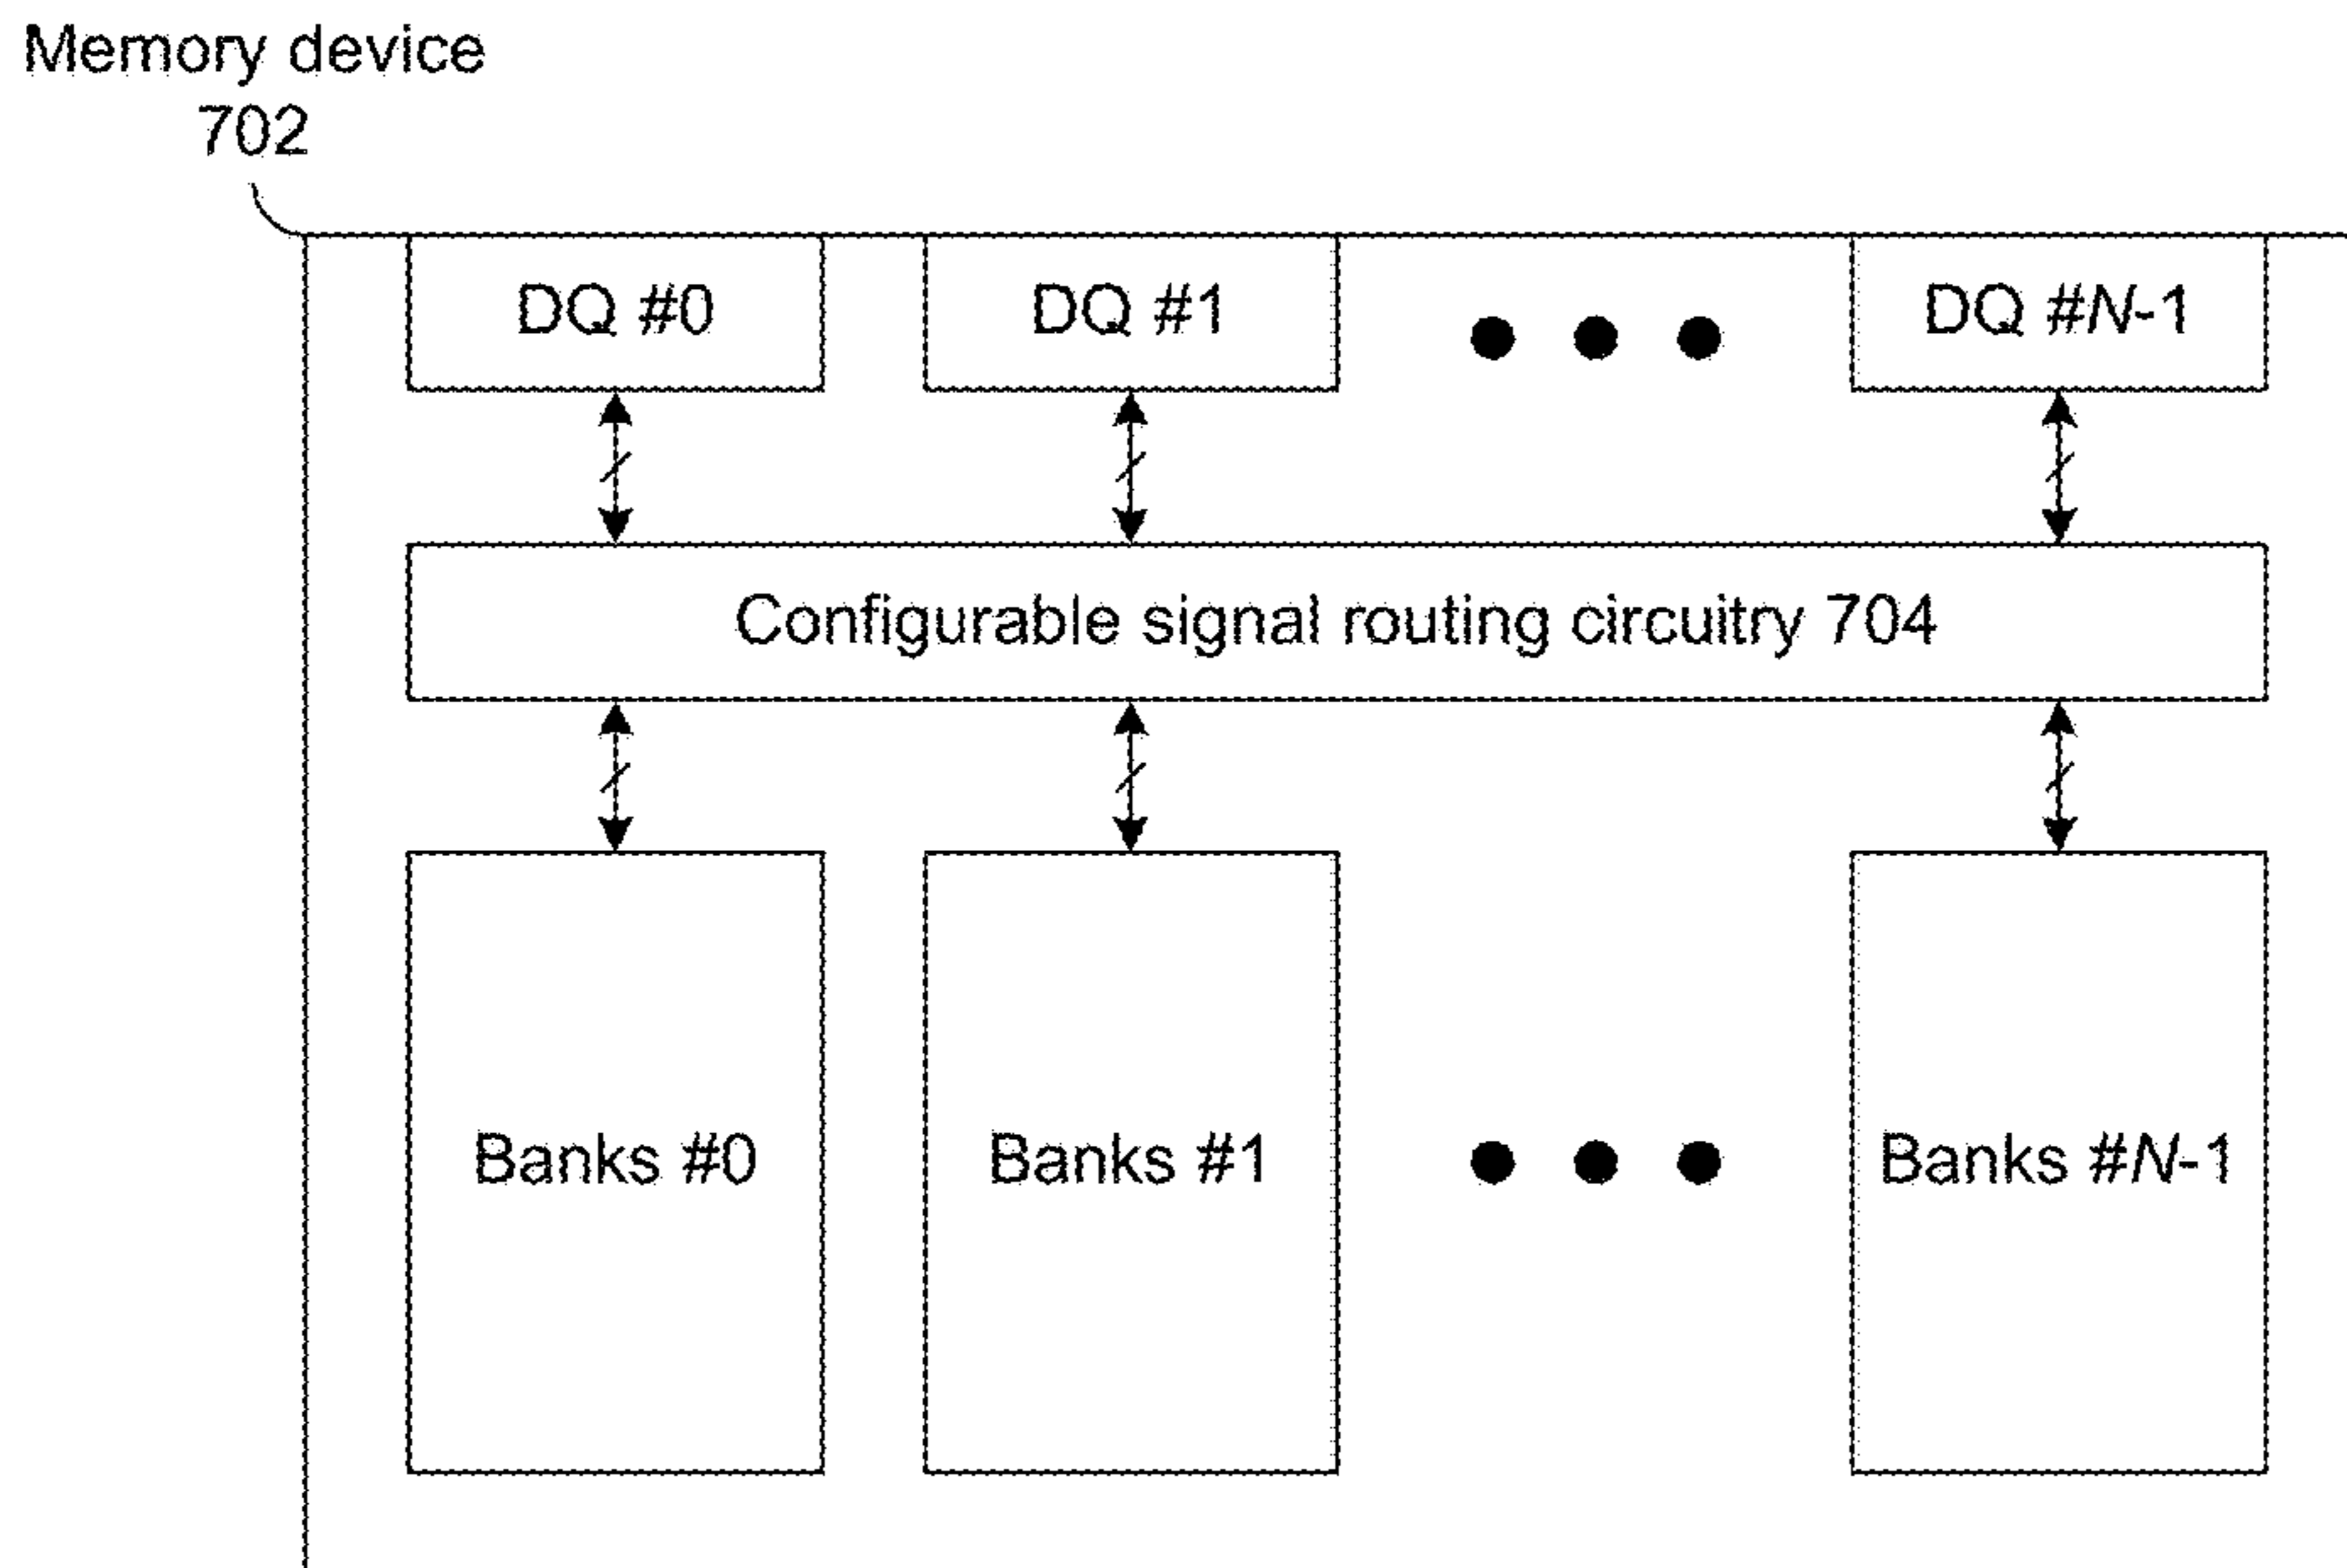 Memory device
702
DQ #0
DQ #1
DQ #N-1
Configurable signal routing circuitry 704
Banks #0
Banks #1
Banks #N-1